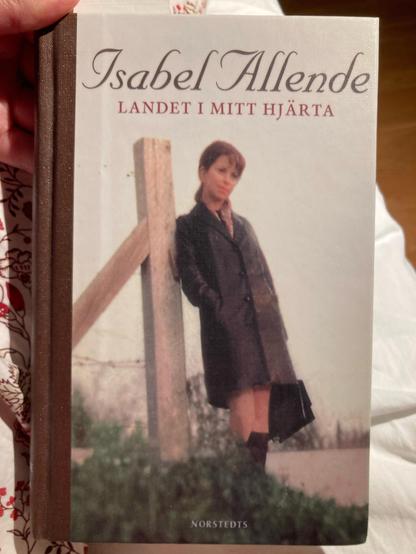 Isabel Allende
LANDET I MITT HJÄRTA
NORSTEDTS